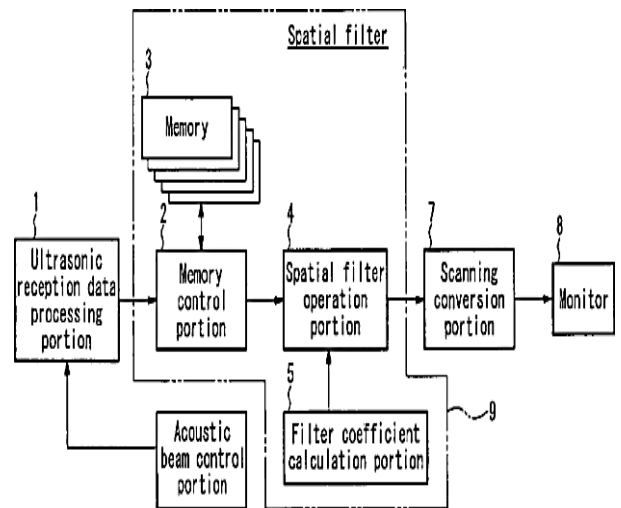 Spatial filter
3
Memory
1
Ultrasonic
reception data
processing
portion
2
Memory
control
portion
4
Spatial filter
operation
portion
7
Scanning
conversion
portion
8
Monitor
5
Filter coefficient
calculation portion
9
Acoustic
beam control
portion